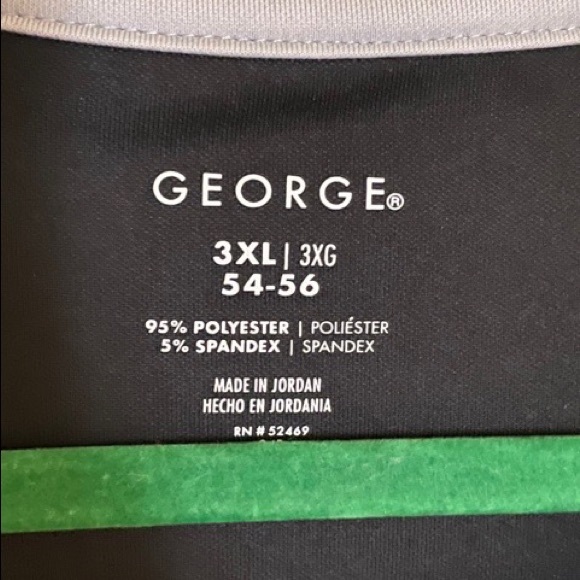 GEORGE®
3XL | 3XG
54-56
95% POLYESTER | POLIÉSTER
5% SPANDEX | SPANDEX
MADE IN JORDAN
HECHO EN JORDANIA
RN # 52469